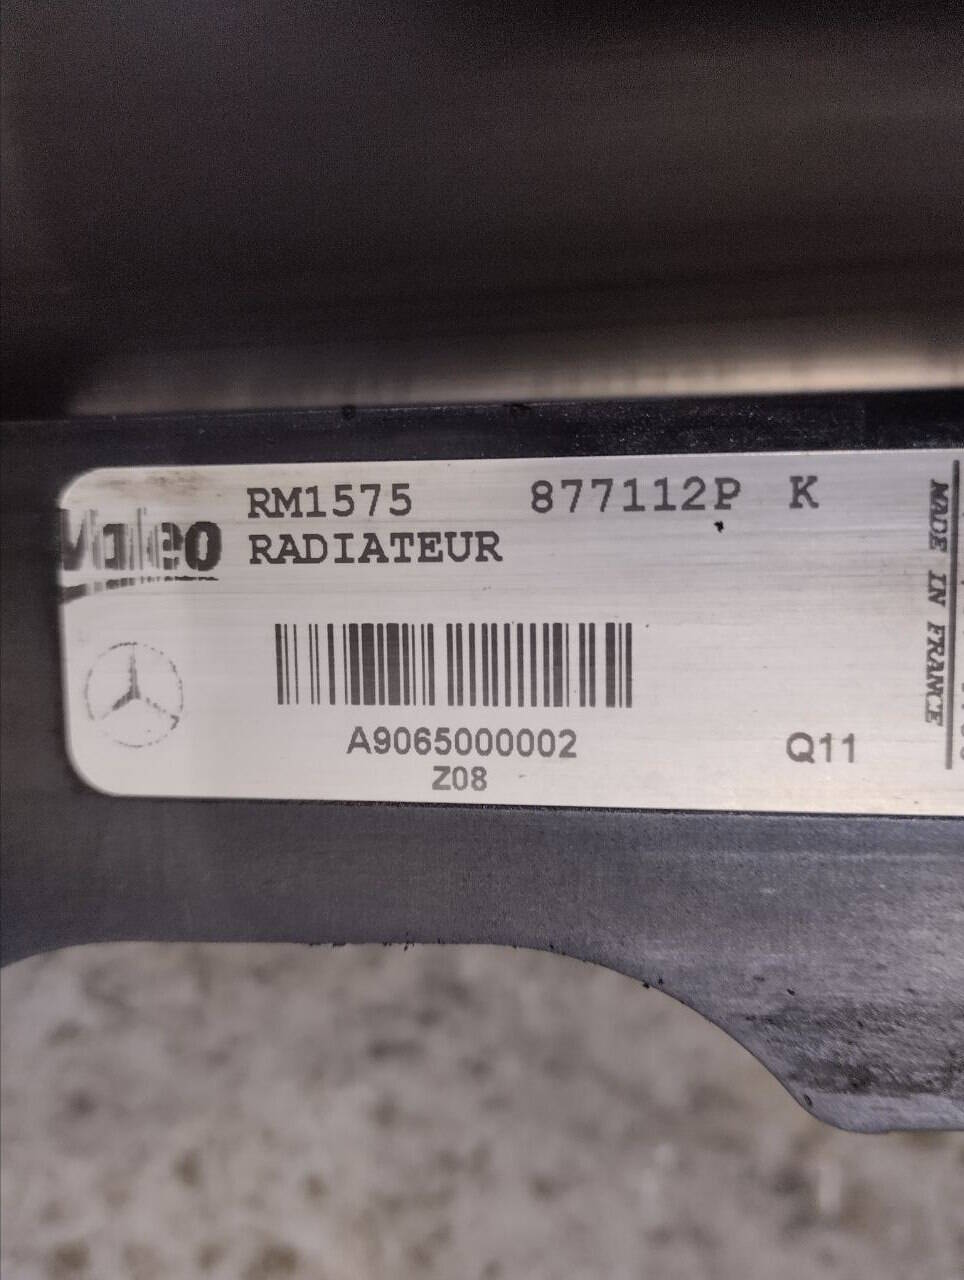 RM1575 877112P K
Valeo
RADIATEUR
A9065000002
Z08
Q11
MADE IN FRANCE